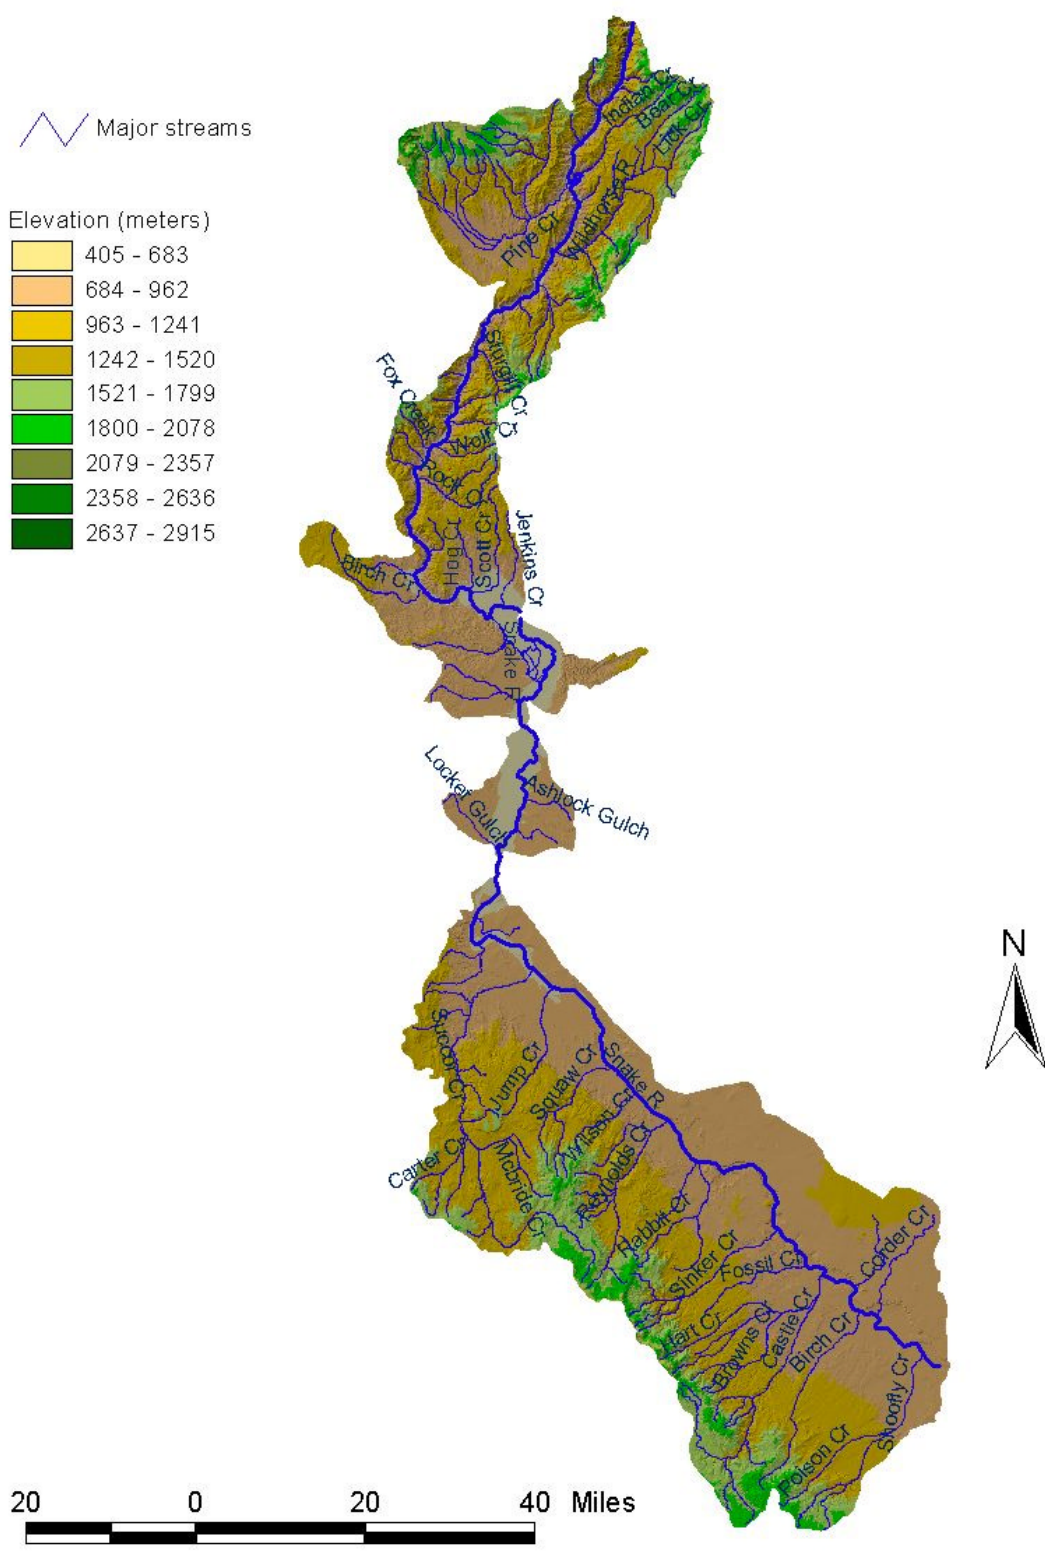 Major streams
Elevation (meters)
405 - 683
684 - 962
963 - 1241
1242 - 1520
1521 - 1799
1800 - 2078
2079 - 2357
2358 - 2636
2637 - 2915
Indian Cr
Bear Cr
Lick Cr
Wildhorse R
Pine Cr
Sturgill Cr
Fox Creek
Wolf Cr
Rock Cr
Jenkins Cr
Scott Cr
Hog Cr
Birch Cr
Snake R
Locket Gulch
Ashlock Gulch
N
Succor Cr
Jump Cr
Squaw Cr
Snake R
Wilson Cr
Reynolds Cr
Carter Cr
Mcbride Cr
Rabbit Cr
Sinker Cr
Fossil Cr
Corder Cr
Hart Cr
Browns Cr
Castle Cr
Birch Cr
Shoofly Cr
Poison Cr
20 0 20 40 Miles